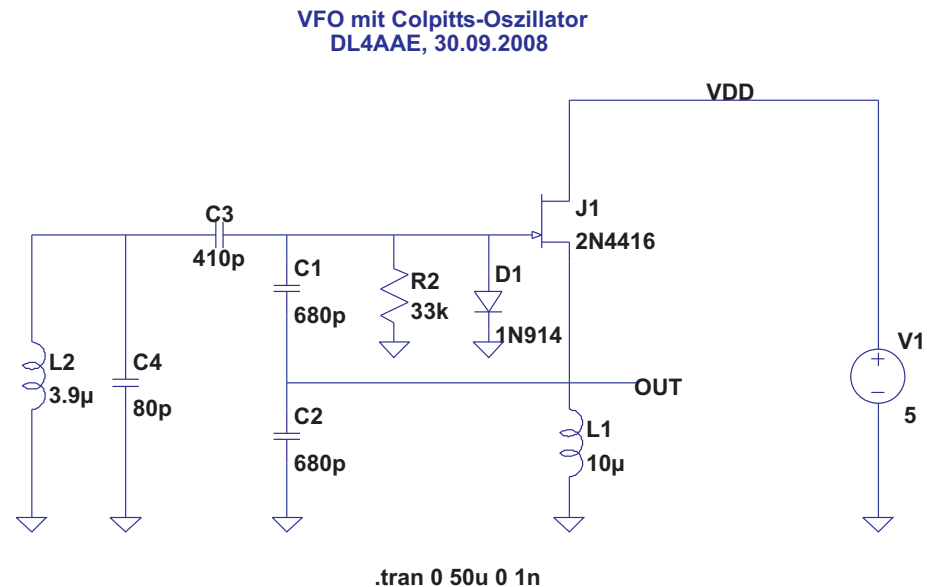 VFO mit Colpitts-Oszillator
DL4AAE, 30.09.2008
VDD
C3
410p
J1
2N4416
C1
680p
R2
33k
D1
1N914
L2
3.9µ
C4
80p
V1
5
OUT
C2
680p
L1
10µ
.tran 0 50u 0 1n